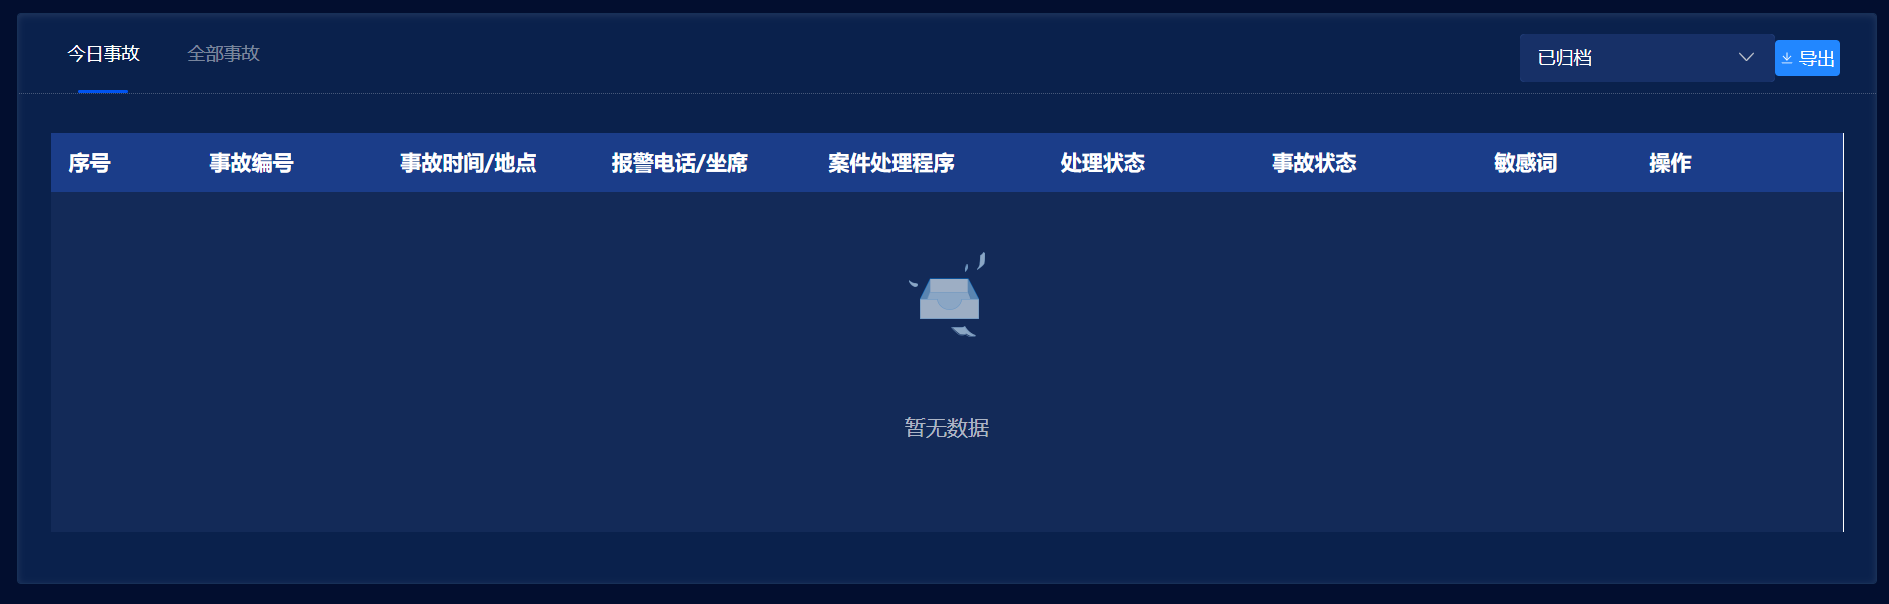 今日事故 全部事故 已归档 导出
序号 事故编号 事故时间/地点 报警电话/坐席 案件处理程序 处理状态 事故状态 敏感词 操作
暂无数据